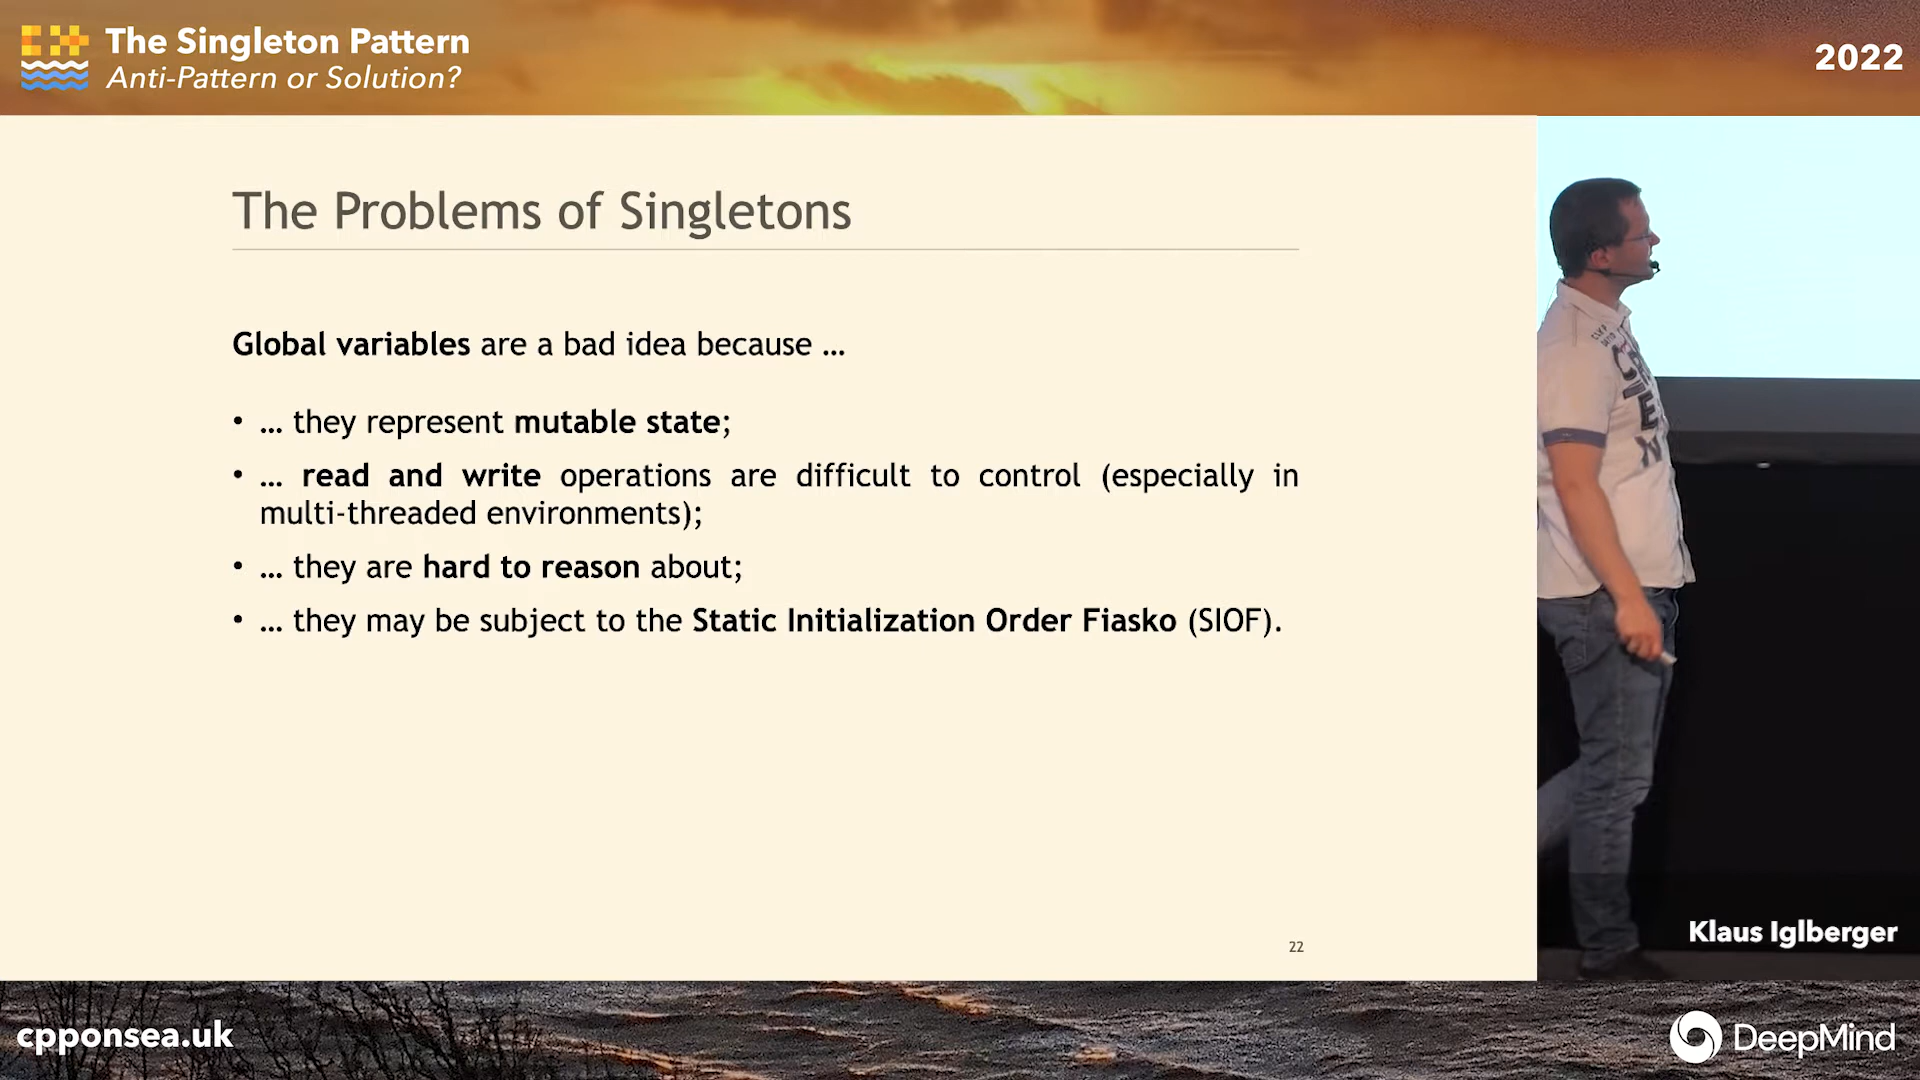 The Singleton Pattern
Anti-Pattern or Solution?
2022
The Problems of Singletons
Global variables are a bad idea because …
• … they represent mutable state;
• … read and write operations are difficult to control (especially in
multi-threaded environments);
• … they are hard to reason about;
• … they may be subject to the Static Initialization Order Fiasko (SIOF).
22
Klaus Iglberger
cpponsea.uk
DeepMind